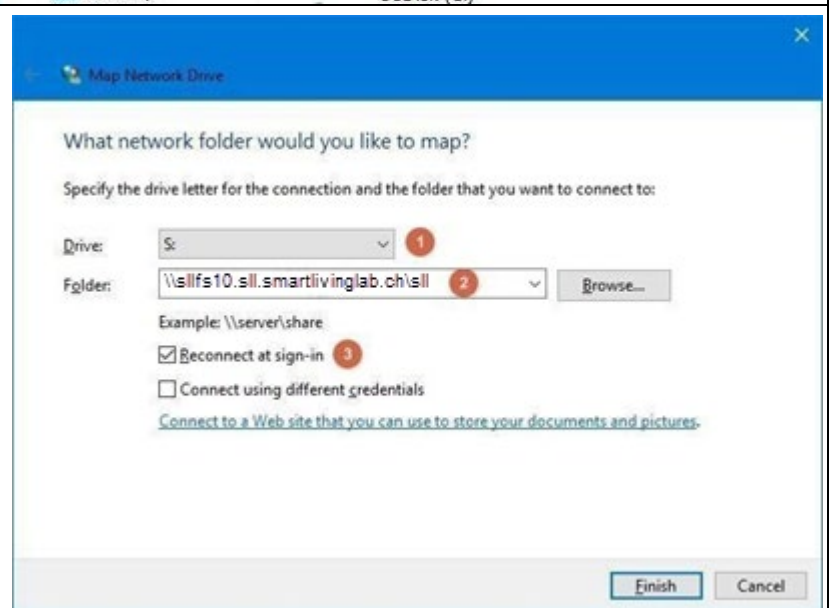 Map Network Drive
What network folder would you like to map?
Specify the drive letter for the connection and the folder that you want to connect to:
Drive: S: 1
Folder: \\sllfs10.sll.smartlivinglab.ch\sll 2 Browse...
Example: \\server\share
Reconnect at sign-in 3
Connect using different credentials
Connect to a Web site that you can use to store your documents and pictures.
Finish Cancel